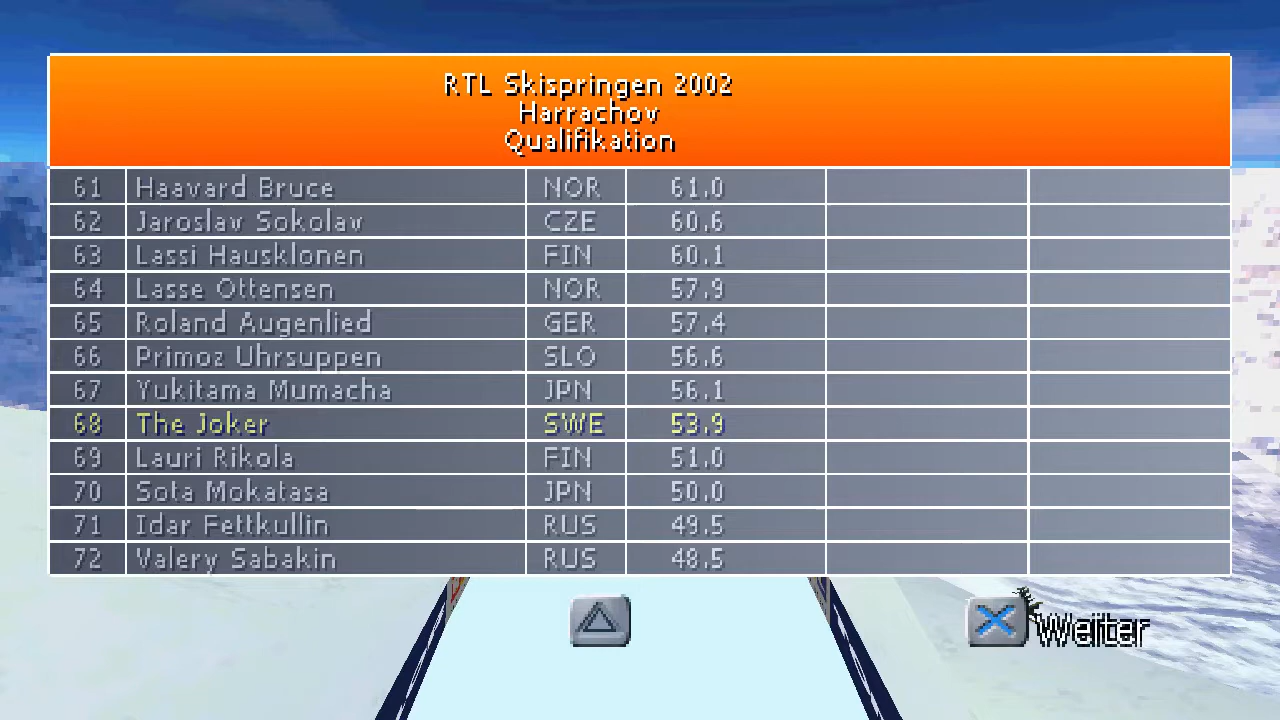 RTL Skispringen 2002
Harrachov
Qualifikation
61 Haavard Bruce NOR 61.0
62 Jaroslav Sokolav CZE 60.6
63 Lassi Hausklonen FIN 60.1
64 Lasse Ottensen NOR 57.9
65 Roland Augenlied GER 57.4
66 Primoz Uhrsuppen SLO 56.6
67 Yukitama Mumacha JPN 56.1
68 The Joker SWE 53.9
69 Lauri Rikola FIN 51.0
70 Sota Mokatasa JPN 50.0
71 Idar Fettkullin RUS 49.5
72 Valery Sabakin RUS 48.5
Weiter